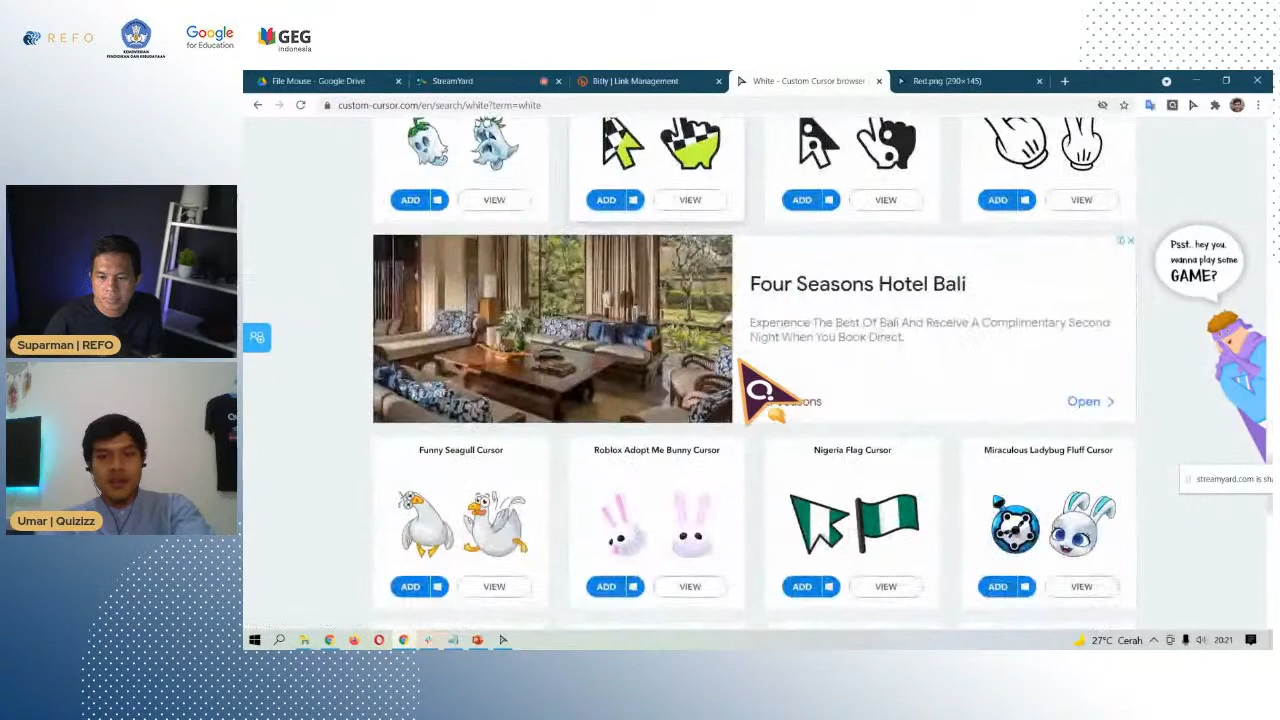 REFO
KEMENTERIAN
PENDIDIKAN DAN KEBUDAYAAN
Google
for Education
GEG
Indonesia
File Mouse - Google Drive
StreamYard
Bitly | Link Management
White - Custom Cursor browser
Red.png (290×145)
custom-cursor.com/en/search/white?term=white
ADD
VIEW
ADD
VIEW
ADD
VIEW
ADD
VIEW
Four Seasons Hotel Bali
Experience The Best Of Bali And Receive A Complimentary Second
Night When You Book Direct.
Open
Psst.. hey you,
wanna play some
GAME?
Suparman | REFO
Umar | Quizizz
Funny Seagull Cursor
Roblox Adopt Me Bunny Cursor
Nigeria Flag Cursor
Miraculous Ladybug Fluff Cursor
streamyard.com is sha
ADD
VIEW
ADD
VIEW
ADD
VIEW
ADD
VIEW
27°C Cerah
20:21